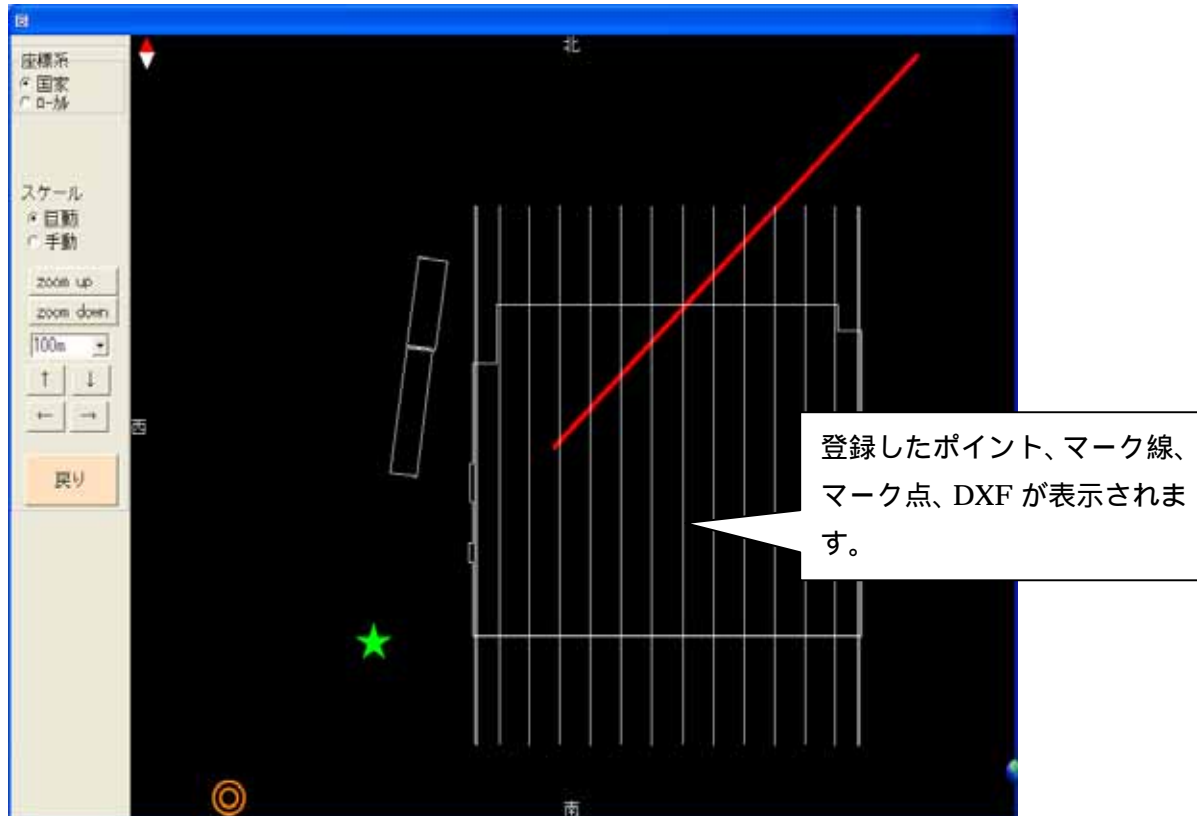 図
座標系
国家
ローカル
スケール
自動
手動
zoom up
zoom down
100m
↑ ↓
← →
戻り
北
西
登録したポイント、マーク線、
マーク点、DXF が表示されま
す。
南